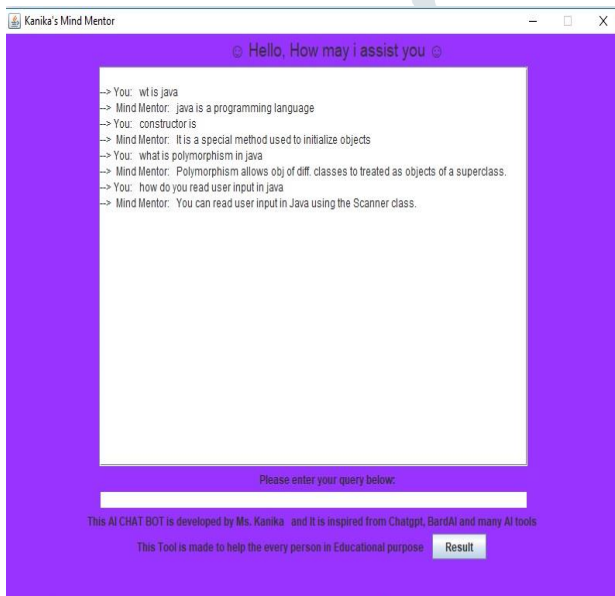 Kanika's Mind Mentor
☺ Hello, How may i assist you ☺
--> You: wt is java
--> Mind Mentor: java is a programming language
--> You: constructor is
--> Mind Mentor: It is a special method used to initialize objects
--> You: what is polymorphism in java
--> Mind Mentor: Polymorphism allows obj of diff. classes to treated as objects of a superclass.
--> You: how do you read user input in java
--> Mind Mentor: You can read user input in Java using the Scanner class.
Please enter your query below:
This AI CHAT BOT is developed by Ms. Kanika and It is inspired from Chatgpt, BardAI and many AI tools
This Tool is made to help the every person in Educational purpose Result